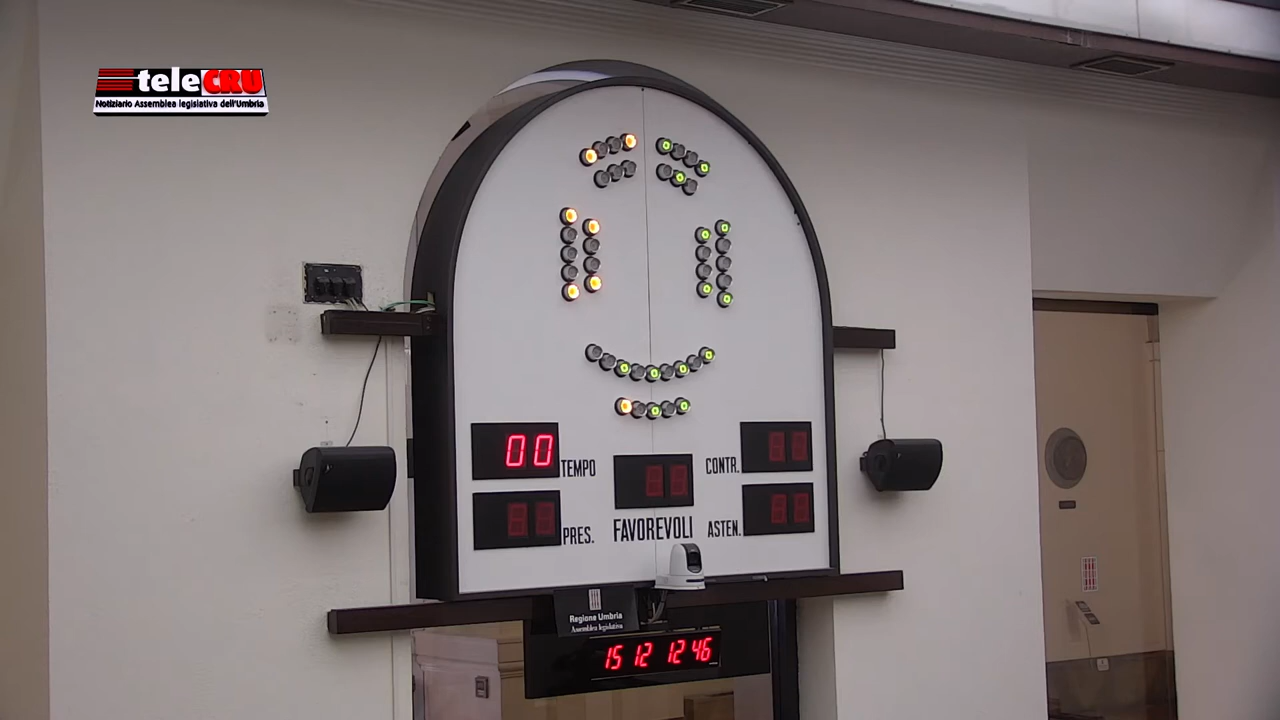 teleCRU
Notiziario Assemblea legislativa dell'Umbria
00
TEMPO
CONTR.
PRES.
FAVOREVOLI
ASTEN.
Regione Umbria
Assemblea legislativa
15 12 12 46